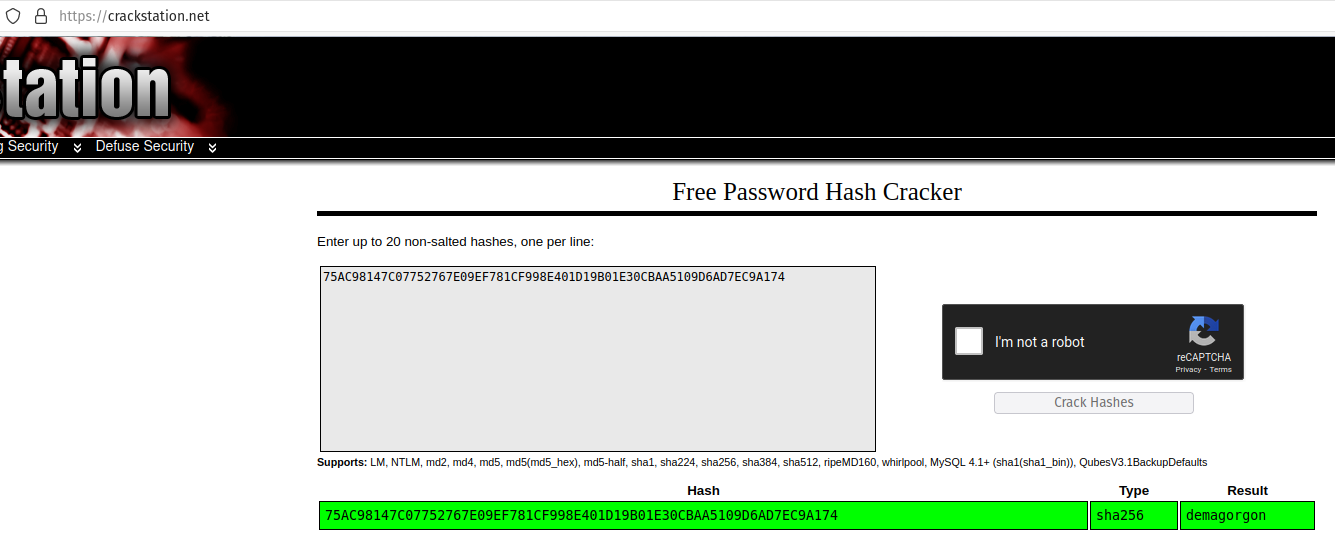 https://crackstation.net
tation
g Security Defuse Security
Free Password Hash Cracker
Enter up to 20 non-salted hashes, one per line:
75AC98147C07752767E09EF781CF998E401D19B01E30CBAA5109D6AD7EC9A174
I'm not a robot
reCAPTCHA
Privacy - Terms
Crack Hashes
Supports: LM, NTLM, md2, md4, md5, md5(md5_hex), md5-half, sha1, sha224, sha256, sha384, sha512, ripeMD160, whirlpool, MySQL 4.1+ (sha1(sha1_bin)), QubesV3.1BackupDefaults
Hash Type Result
75AC98147C07752767E09EF781CF998E401D19B01E30CBAA5109D6AD7EC9A174 sha256 demagorgon